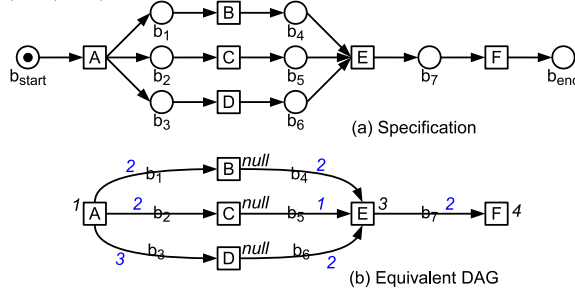 b1 B b4
A b2 C b5 E b7 F
bstart b3 D b6 bend
(a) Specification
2 b1 B null b4 2
1 A 2 b2 C null b5 1 E 3 b7 2 F 4
3 b3 D null b6 2
(b) Equivalent DAG